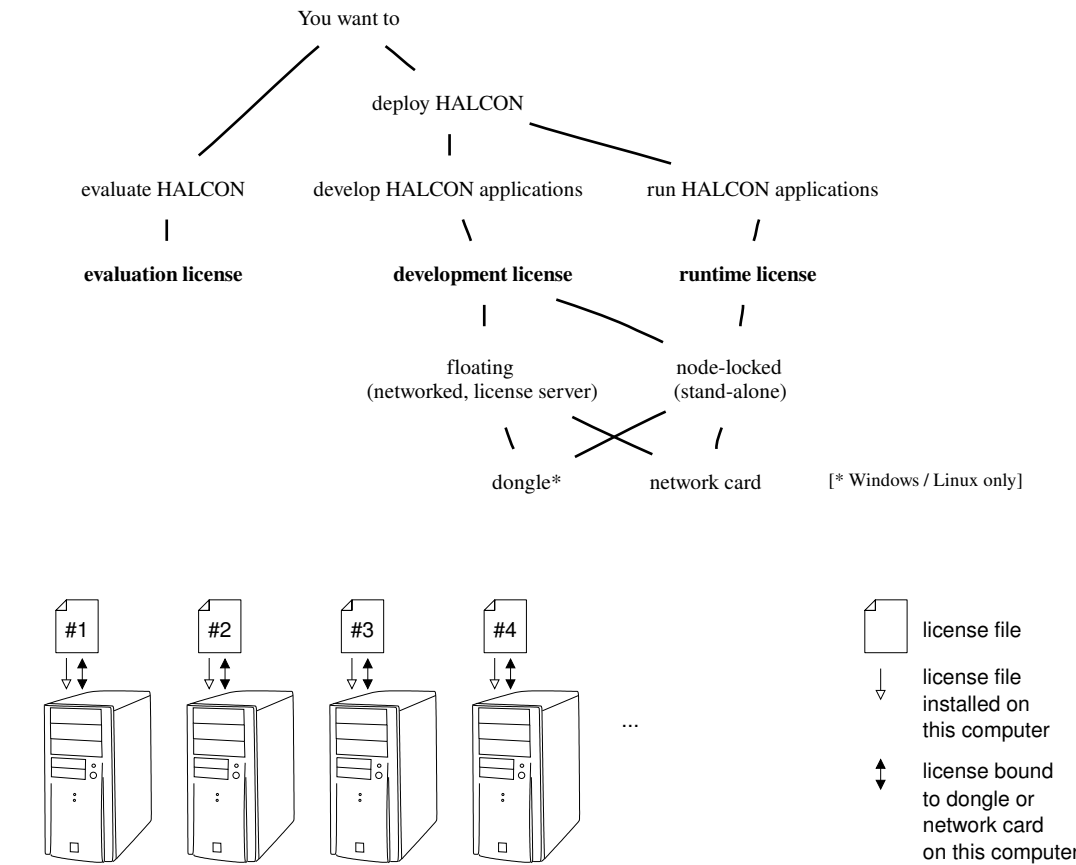 You want to
deploy HALCON
evaluate HALCON
develop HALCON applications
run HALCON applications
evaluation license
development license
runtime license
floating
(networked, license server)
node-locked
(stand-alone)
dongle*
network card
[* Windows / Linux only]
#1
#2
#3
#4
...
license file
license file
installed on
this computer
license bound
to dongle or
network card
on this computer